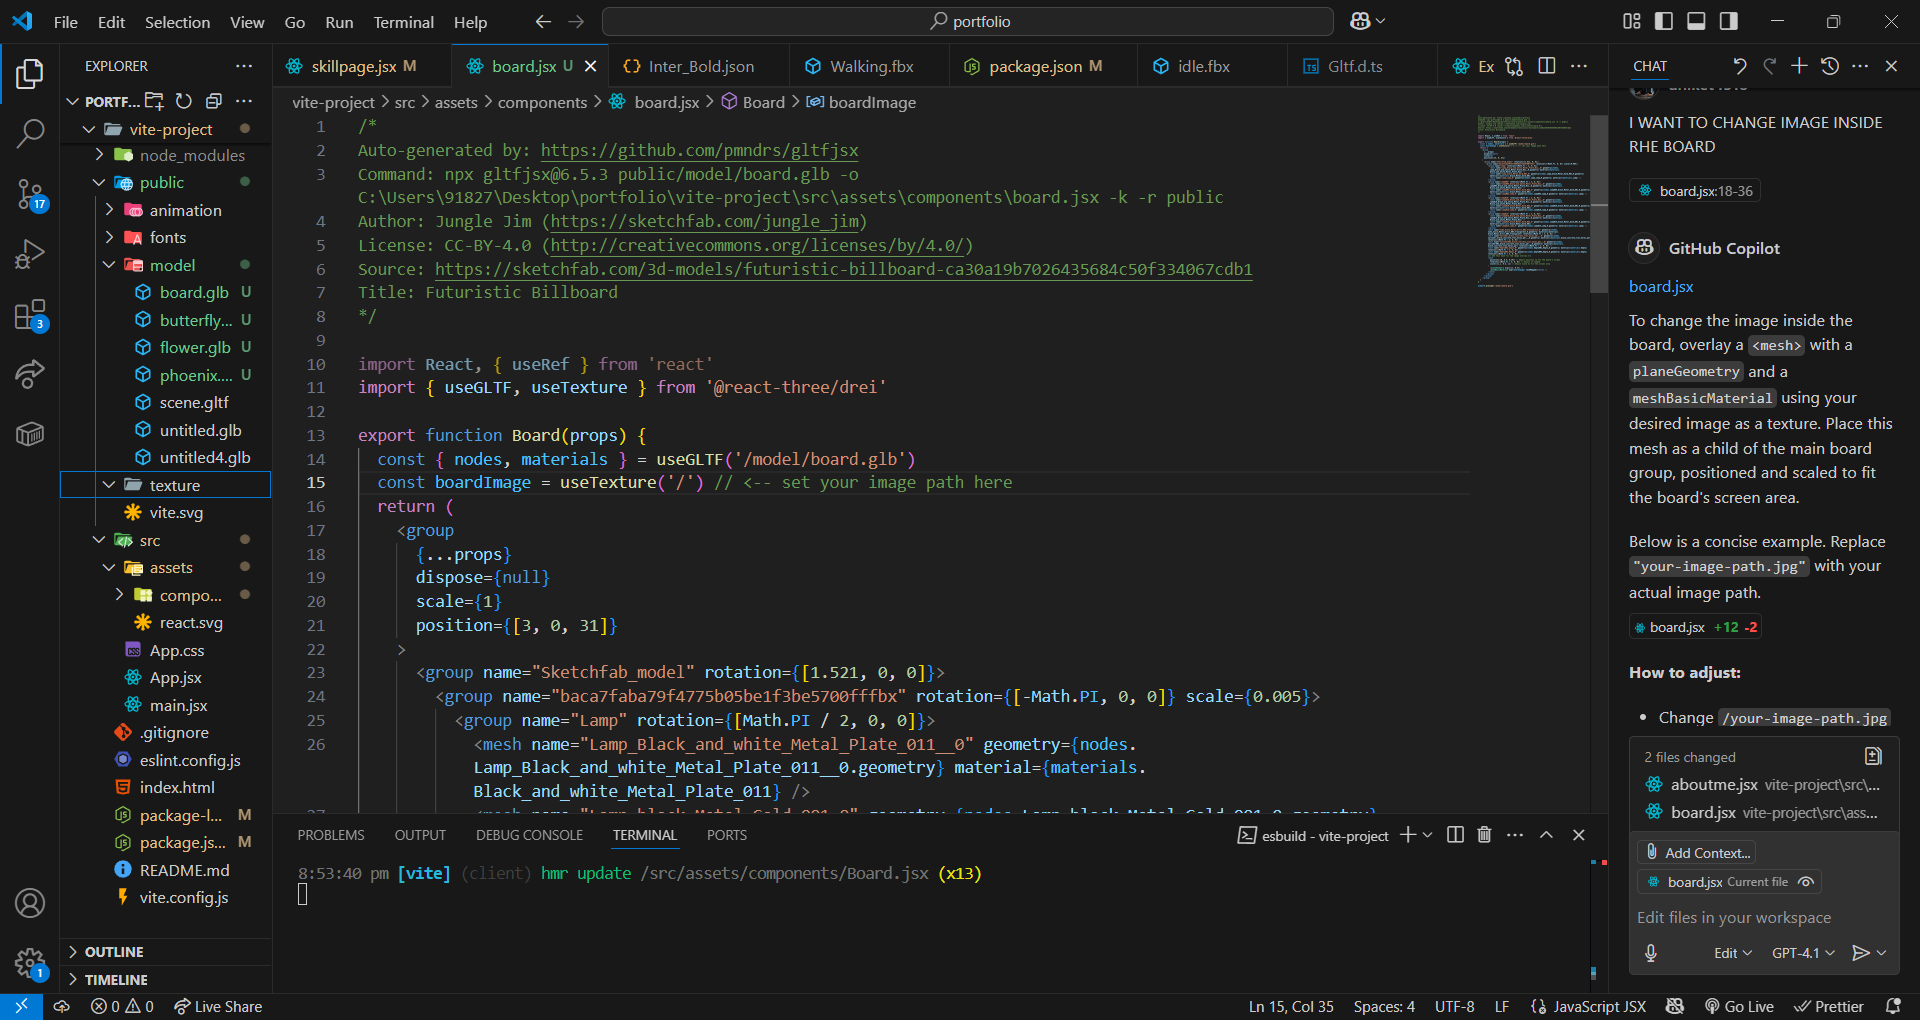 File Edit Selection View Go Run Terminal Help
portfolio
EXPLORER
PORTF...
vite-project
node_modules
public
animation
fonts
model
board.glb U
butterfly... U
flower.glb U
phoenix.... U
scene.gltf
untitled.glb
untitled4.glb
texture
vite.svg
src
assets
compo...
react.svg
App.css
App.jsx
main.jsx
.gitignore
eslint.config.js
index.html
package-l... M
package.js... M
README.md
vite.config.js
OUTLINE
TIMELINE
17
3
1
skillpage.jsx M
board.jsx U
Inter_Bold.json
Walking.fbx
package.json M
idle.fbx
Gltf.d.ts
Ex
vite-project > src > assets > components > board.jsx > Board > boardImage
1 /*
2 Auto-generated by: https://github.com/pmndrs/gltfjsx
3 Command: npx gltfjsx@6.5.3 public/model/board.glb -o
C:\Users\91827\Desktop\portfolio\vite-project\src\assets\components\board.jsx -k -r public
4 Author: Jungle Jim (https://sketchfab.com/jungle_jim)
5 License: CC-BY-4.0 (http://creativecommons.org/licenses/by/4.0/)
6 Source: https://sketchfab.com/3d-models/futuristic-billboard-ca30a19b7026435684c50f334067cdb1
7 Title: Futuristic Billboard
8 */
9
10 import React, { useRef } from 'react'
11 import { useGLTF, useTexture } from '@react-three/drei'
12
13 export function Board(props) {
14 const { nodes, materials } = useGLTF('/model/board.glb')
15 const boardImage = useTexture('/') // <-- set your image path here
16 return (
17 <group
18 {...props}
19 dispose={null}
20 scale={1}
21 position={[3, 0, 31]}
22 >
23 <group name="Sketchfab_model" rotation={[1.521, 0, 0]}>
24 <group name="baca7faba79f4775b05be1f3be5700fffbx" rotation={[-Math.PI, 0, 0]} scale={0.005}>
25 <group name="Lamp" rotation={[Math.PI / 2, 0, 0]}>
26 <mesh name="Lamp_Black_and_white_Metal_Plate_011__0" geometry={nodes.
Lamp_Black_and_white_Metal_Plate_011__0.geometry} material={materials.
Black_and_white_Metal_Plate_011} />
PROBLEMS OUTPUT DEBUG CONSOLE TERMINAL PORTS
esbuild - vite-project
8:53:40 pm [vite] (client) hmr update /src/assets/components/Board.jsx (x13)
CHAT
I WANT TO CHANGE IMAGE INSIDE
RHE BOARD
board.jsx:18-36
GitHub Copilot
board.jsx
To change the image inside the
board, overlay a <mesh> with a
planeGeometry and a
meshBasicMaterial using your
desired image as a texture. Place this
mesh as a child of the main board
group, positioned and scaled to fit
the board's screen area.
Below is a concise example. Replace
"your-image-path.jpg" with your
actual image path.
board.jsx +12 -2
How to adjust:
• Change /your-image-path.jpg
2 files changed
aboutme.jsx vite-project\src\...
board.jsx vite-project\src\ass...
Add Context...
board.jsx Current file
Edit files in your workspace
Edit GPT-4.1
0 0 Live Share
Ln 15, Col 35 Spaces: 4 UTF-8 LF JavaScript JSX Go Live Prettier